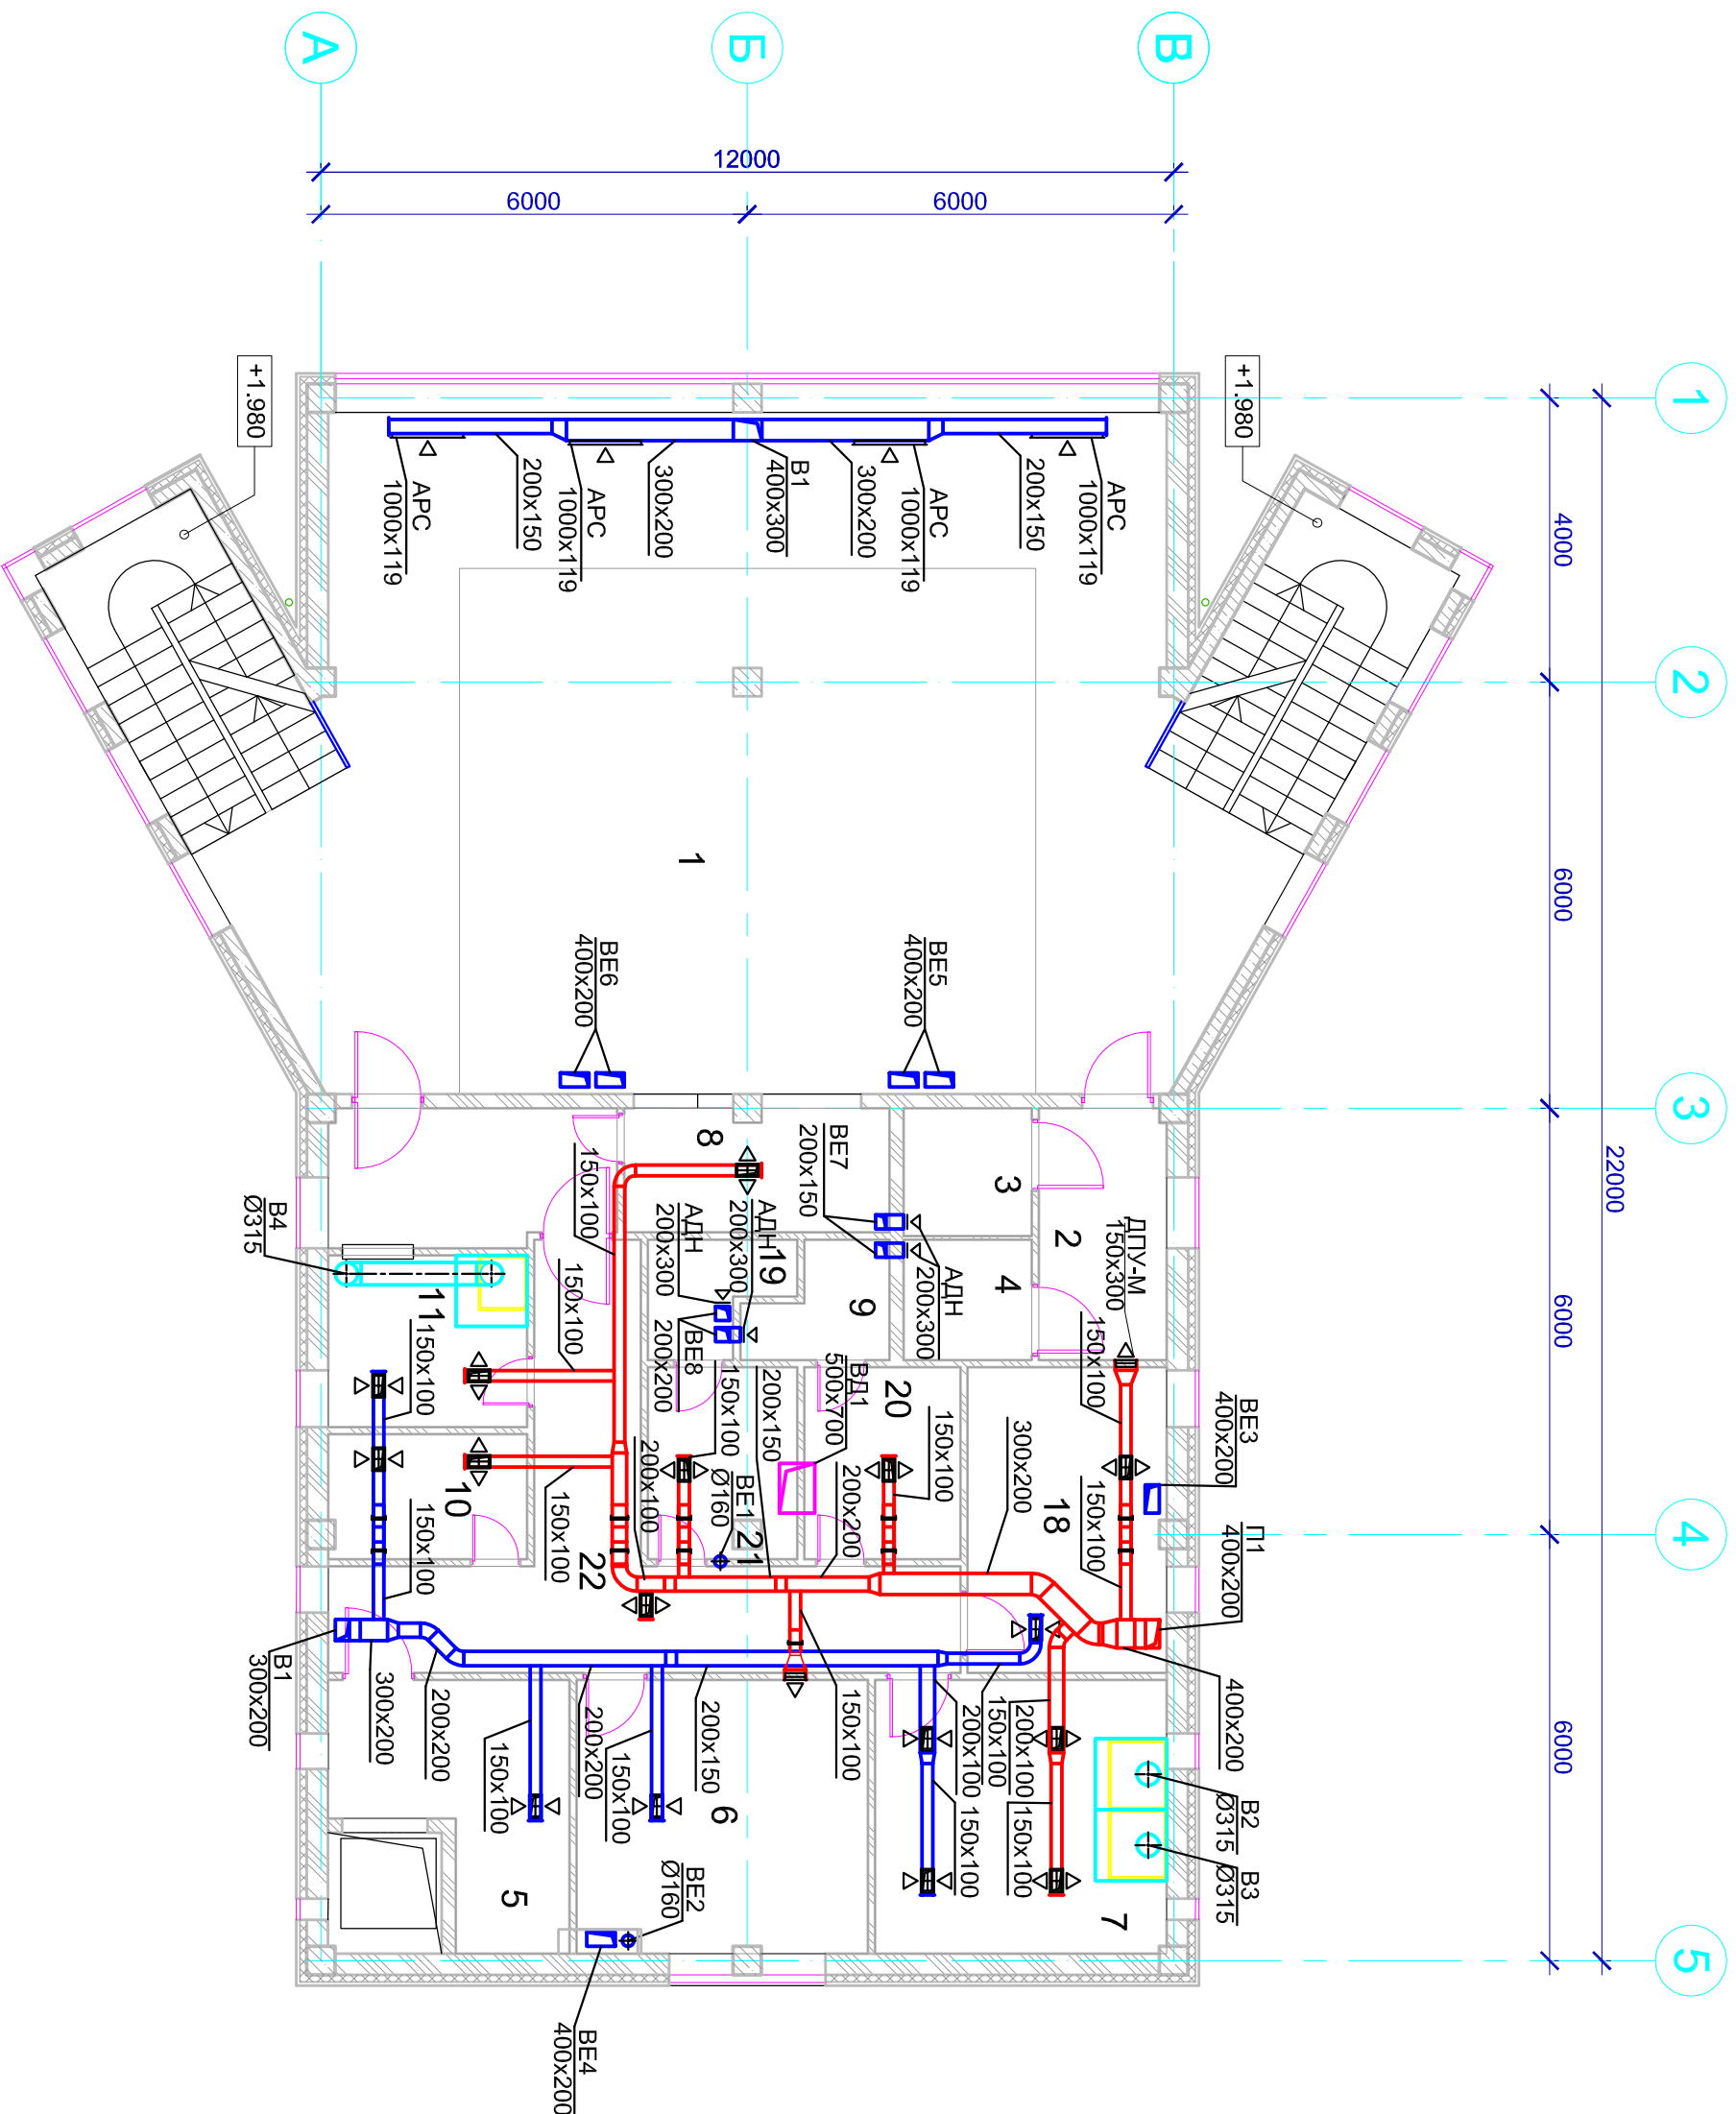 А
Б
В
12000
6000
6000
1
2
3
4
5
4000
6000
6000
6000
22000
+1.980
+1.980
АРС
1000х119
200х150
АРС
1000х119
300х200
В1
400х300
300х200
АРС
1000х119
200х150
АРС
1000х119
1
ВЕ6
400х200
ВЕ5
400х200
8
ВЕ7
200х150
3
2
4
ДПУ-М
150х300
150х100
В4
Ø315
150х100
АДН
200х300
АДН
200х300
19
9
АДН
200х300
150х100
11
150х100
ВЕ8
200х200
150х100
200х150
ВД1
500х700
20
150х100
300х200
ВЕ3
400х200
18
150х100
П1
400х200
10
150х100
150х100
22
200х100
ВЕ1
Ø160
21
200х200
В1
300х200
300х200
200х200
150х100
200х200
150х100
200х150
6
150х100
200х100
150х100
150х100
200х100
150х100
400х200
В2
Ø315
В3
Ø315
5
7
ВЕ2
Ø160
ВЕ4
400х200